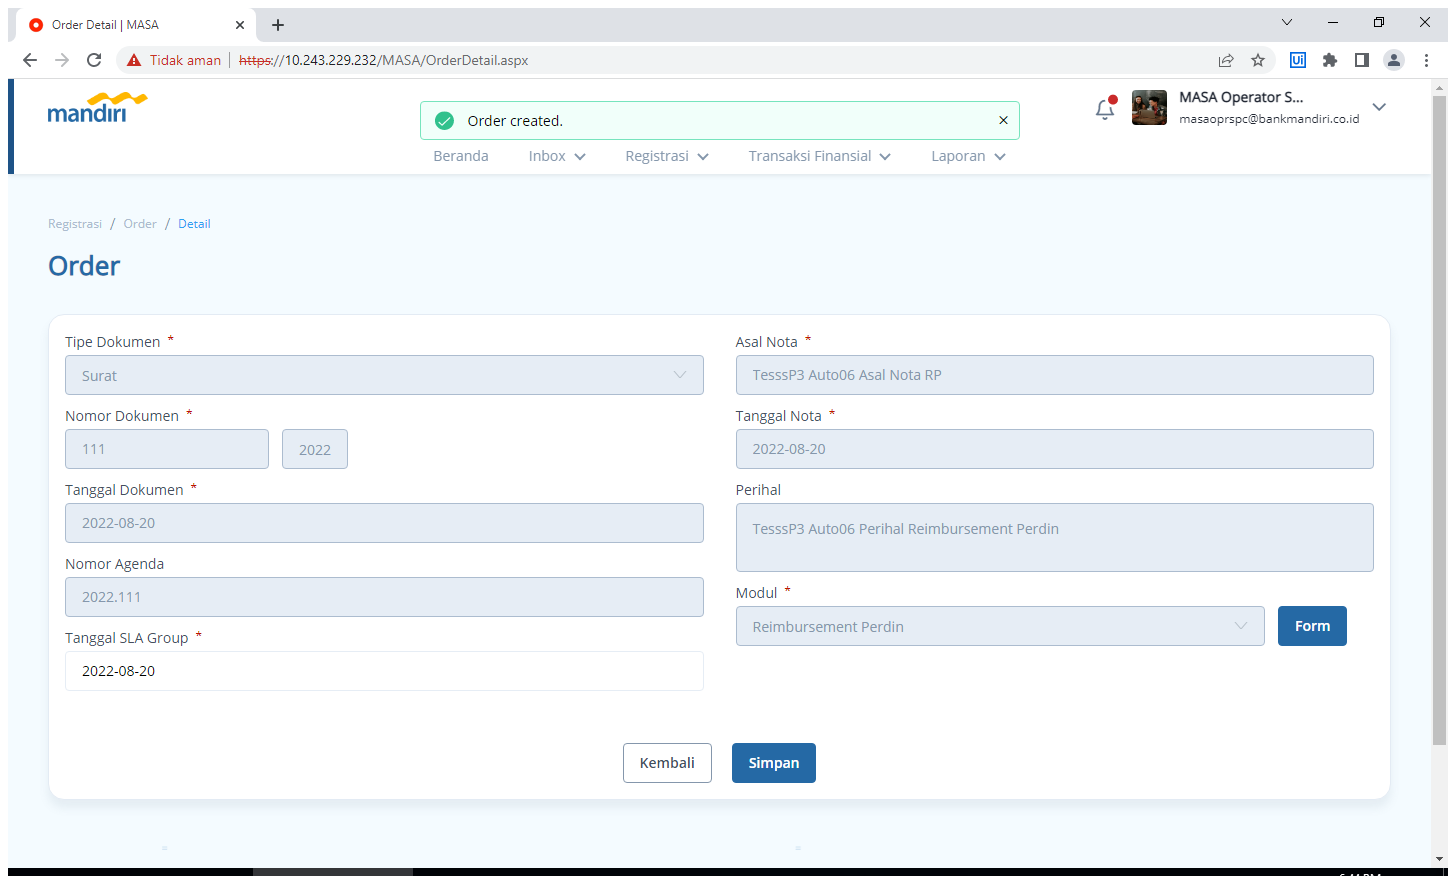 Order Detail | MASA
Tidak aman https://10.243.229.232/MASA/OrderDetail.aspx
Ui
mandiri
Order created.
MASA Operator S...
masaoprspc@bankmandiri.co.id
Beranda Inbox Registrasi Transaksi Finansial Laporan
Registrasi / Order / Detail
Order
Tipe Dokumen *
Surat
Nomor Dokumen *
111 2022
Tanggal Dokumen *
2022-08-20
Nomor Agenda
2022.111
Tanggal SLA Group *
2022-08-20
Asal Nota *
TesssP3 Auto06 Asal Nota RP
Tanggal Nota *
2022-08-20
Perihal
TesssP3 Auto06 Perihal Reimbursement Perdin
Modul *
Reimbursement Perdin Form
Kembali Simpan